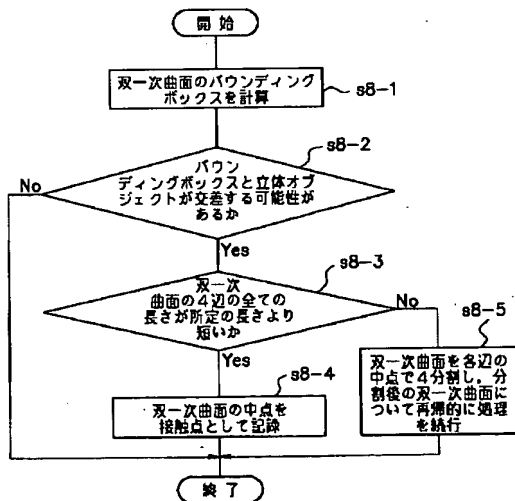 開始
双一次曲面のバウンディング
ボックスを計算
s8-1
s8-2
バウン
ディングボックスと立体オブ
ジェクトが交差する可能性が
あるか
No
Yes
s8-3
双一次
曲面の4辺の全ての
長さが所定の長さより
短いか
No
Yes
s8-5
双一次曲面を各辺の
中点で4分割し,分
割後の双一次曲面に
ついて再帰的に処理
を続行
s8-4
双一次曲面の中点を
接触点として記録
終了